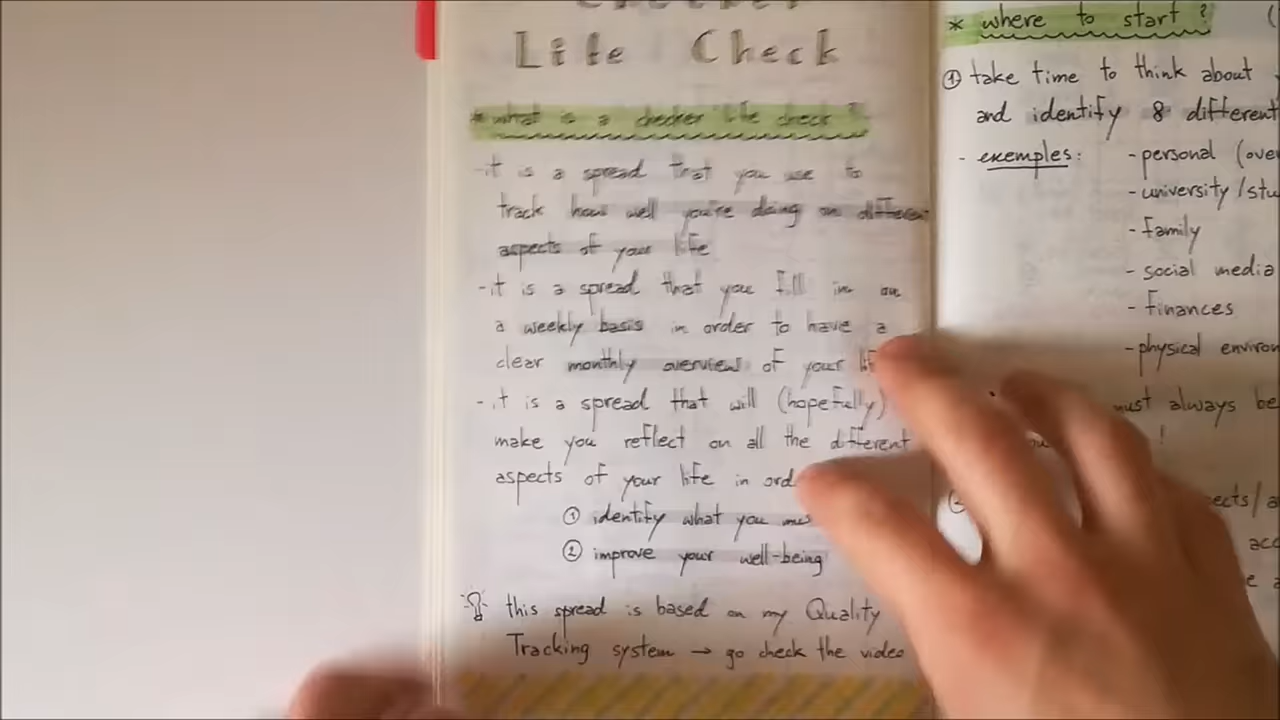 Checker
Life Check
* what is a checker life check ?
- it is a spread that you use to
track how well you're doing on different
aspects of your life
- it is a spread that you fill in on
a weekly basis in order to have a
clear monthly overview of your
- it is a spread that will (hopefully)
make you reflect on all the different
aspects of your life in
① identify what you
② improve your well-being
this spread is based on my Quality
Tracking system → go check the video
* where to start ? (
① take time to think about
and identify 8 different
- exemples:
- personal (
- university /
- family
- social media
- finances
- physical
must always be
!